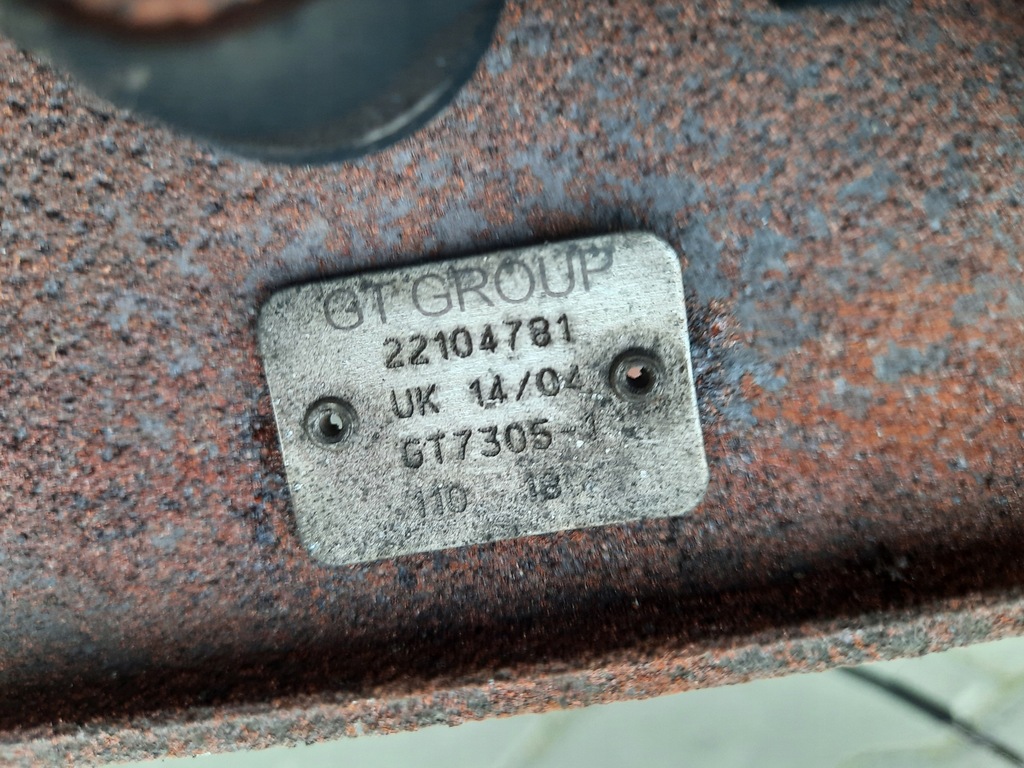 GT GROUP
22104781
UK 14/04
GT7305-1
110 18